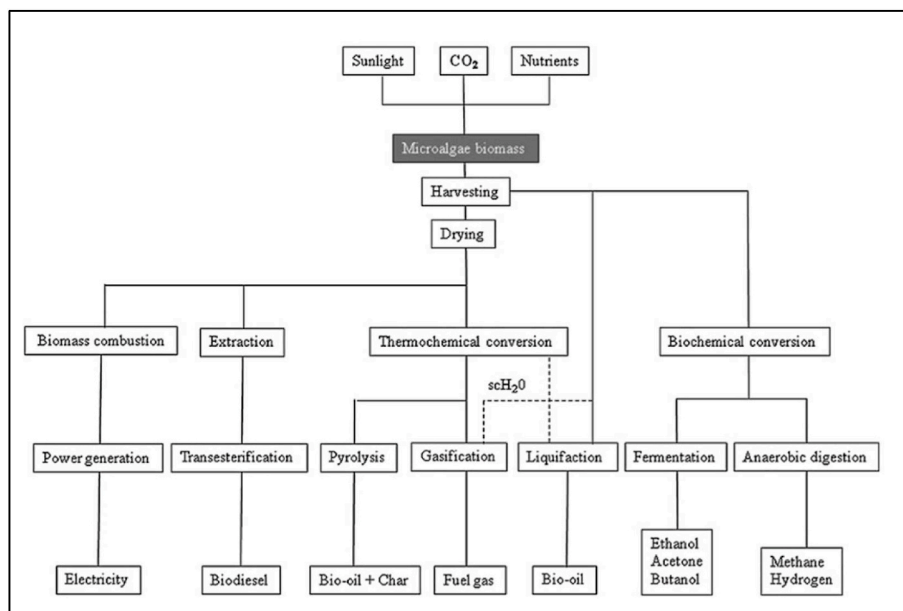 Sunlight
CO₂
Nutrients
Microalgae biomass
Harvesting
Drying
Biomass combustion
Extraction
Thermochemical conversion
Biochemical conversion
scH₂0
Power generation
Transesterification
Pyrolysis
Gasification
Liquifaction
Fermentation
Anaerobic digestion
Electricity
Biodiesel
Bio-oil + Char
Fuel gas
Bio-oil
Ethanol
Acetone
Butanol
Methane
Hydrogen